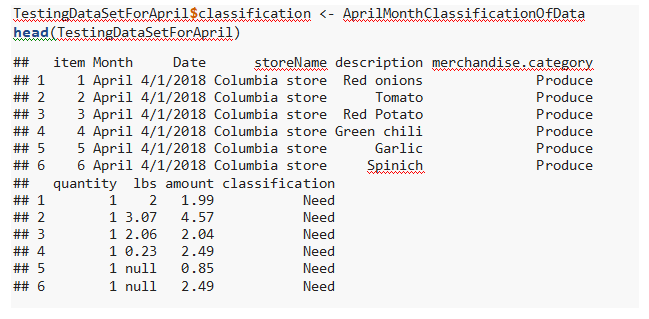 TestingDataSetForApril$classification <- AprilMonthClassificationOfData
head(TestingDataSetForApril)
##   item Month     Date      storeName description merchandise.category
## 1    1 April 4/1/2018 Columbia store  Red onions              Produce
## 2    2 April 4/1/2018 Columbia store      Tomato              Produce
## 3    3 April 4/1/2018 Columbia store  Red Potato              Produce
## 4    4 April 4/1/2018 Columbia store Green chili              Produce
## 5    5 April 4/1/2018 Columbia store      Garlic              Produce
## 6    6 April 4/1/2018 Columbia store     Spinich              Produce
##   quantity  lbs amount classification
## 1        1    2   1.99           Need
## 2        1 3.07   4.57           Need
## 3        1 2.06   2.04           Need
## 4        1 0.23   2.49           Need
## 5        1 null   0.85           Need
## 6        1 null   2.49           Need